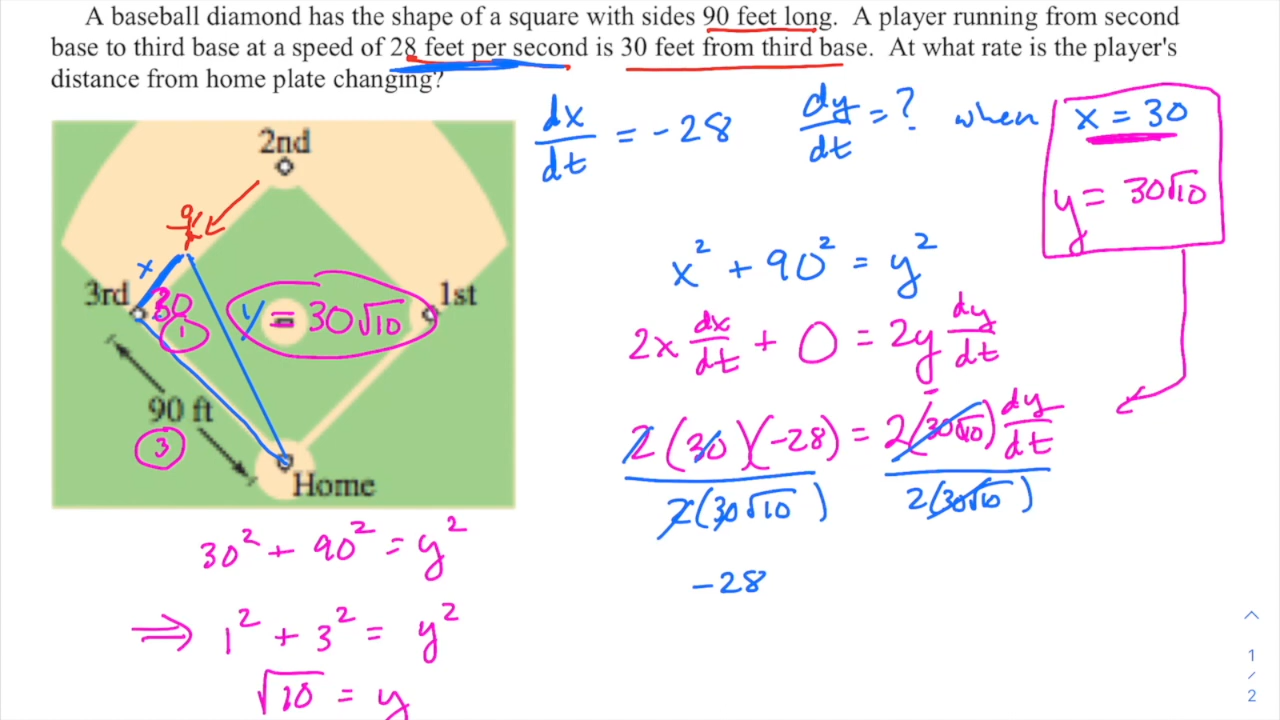 A baseball diamond has the shape of a square with sides 90 feet long. A player running from second
base to third base at a speed of 28 feet per second is 30 feet from third base. At what rate is the player's
distance from home plate changing?
dx/dt = -28 dy/dt = ? when x = 30
y = 30√10
2nd
x
3rd 30
1
y = 30√10
1st
90 ft
3
Home
x² + 90² = y²
2x dx/dt + 0 = 2y dy/dt
2(30)(-28) = 2(30√10) dy/dt
2(30√10) 2(30√10)
-28
30² + 90² = y²
⇒ 1² + 3² = y²
√10 = y
^
1
/
2